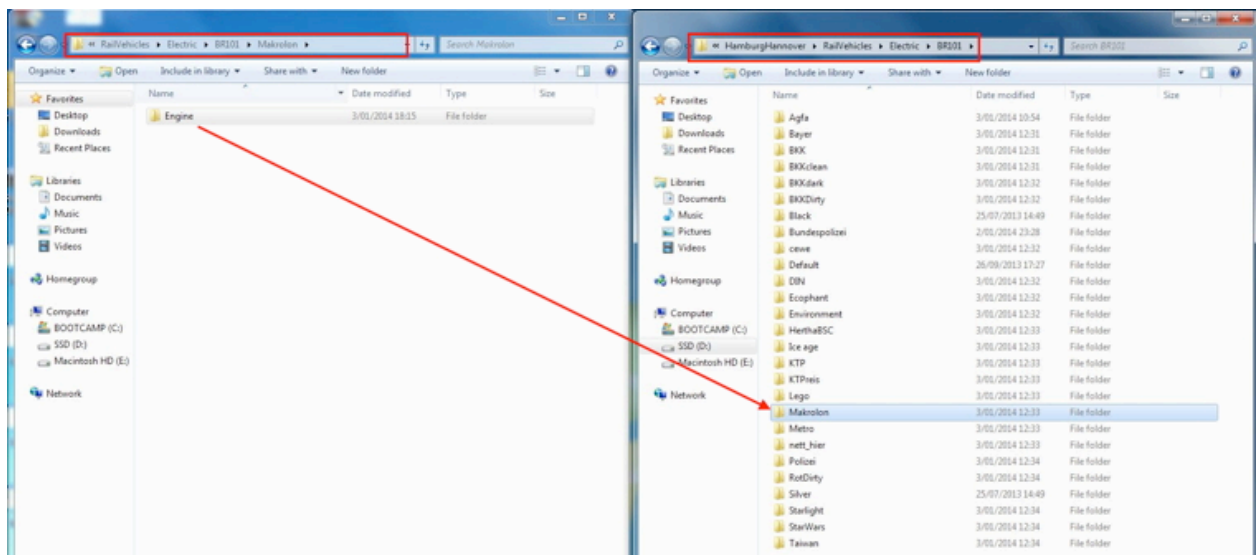 « RailVehicles ▸ Electric ▸ BR101 ▸ Makrolon ▸
Search Makrolon
Organize Open Include in library Share with New folder
Favorites
Desktop
Downloads
Recent Places
Libraries
Documents
Music
Pictures
Videos
Homegroup
Computer
BOOTCAMP (C:)
SSD (D:)
Macintosh HD (E:)
Network
Name Date modified Type Size
Engine 3/01/2014 18:15 File folder
« HamburgHannover ▸ RailVehicles ▸ Electric ▸ BR101 ▸
Search BR101
Organize Open Include in library Share with New folder
Favorites
Desktop
Downloads
Recent Places
Libraries
Documents
Music
Pictures
Videos
Homegroup
Computer
BOOTCAMP (C:)
SSD (D:)
Macintosh HD (E:)
Network
Name Date modified Type Size
Agfa 3/01/2014 10:54 File folder
Bayer 3/01/2014 12:31 File folder
BKK 3/01/2014 12:31 File folder
BKKclean 3/01/2014 12:31 File folder
BKKdark 3/01/2014 12:32 File folder
BKKDirty 3/01/2014 12:32 File folder
Black 25/07/2013 14:49 File folder
Bundespolizei 2/01/2014 23:28 File folder
cewe 3/01/2014 12:32 File folder
Default 26/09/2013 17:27 File folder
DIN 3/01/2014 12:32 File folder
Ecophant 3/01/2014 12:32 File folder
Environment 3/01/2014 12:32 File folder
HerthaBSC 3/01/2014 12:33 File folder
Ice age 3/01/2014 12:33 File folder
KTP 3/01/2014 12:33 File folder
KTPreis 3/01/2014 12:33 File folder
Lego 3/01/2014 12:33 File folder
Makrolon 3/01/2014 12:33 File folder
Metro 3/01/2014 12:33 File folder
nett_hier 3/01/2014 12:33 File folder
Polizei 3/01/2014 12:34 File folder
RotDirty 3/01/2014 12:34 File folder
Silver 25/07/2013 14:49 File folder
Starlight 3/01/2014 12:34 File folder
StarWars 3/01/2014 12:34 File folder
Taiwan 3/01/2014 12:34 File folder